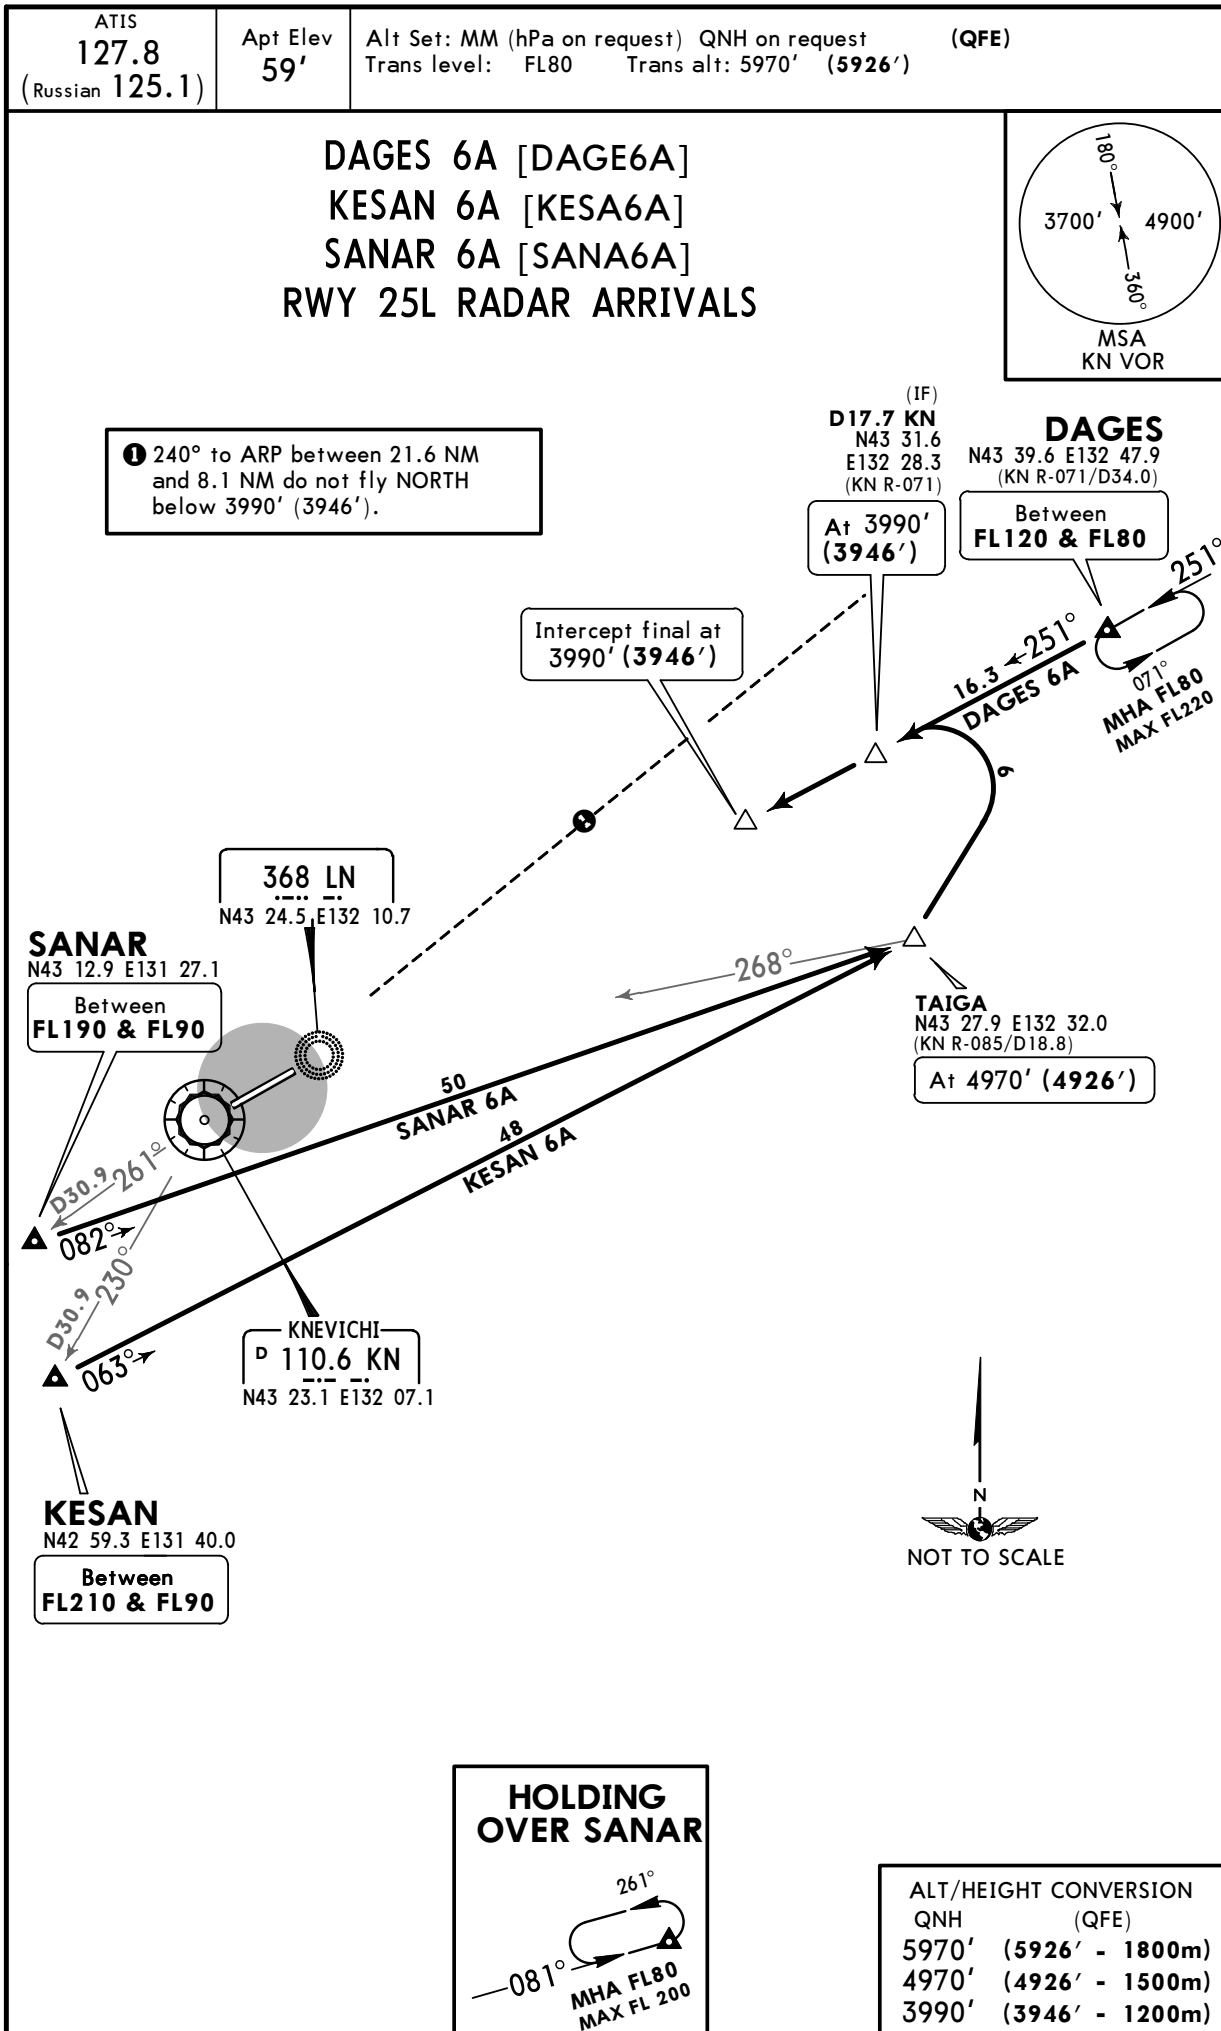 ATIS
127.8
(Russian 125.1)
Apt Elev
59'
Alt Set: MM (hPa on request) QNH on request (QFE)
Trans level: FL80 Trans alt: 5970' (5926')
DAGES 6A [DAGE6A]
KESAN 6A [KESA6A]
SANAR 6A [SANA6A]
RWY 25L RADAR ARRIVALS
180°
3700' 4900'
360°
MSA
KN VOR
1 240° to ARP between 21.6 NM
and 8.1 NM do not fly NORTH
below 3990' (3946').
(IF)
D17.7 KN
N43 31.6
E132 28.3
(KN R-071)
At 3990'
(3946')
DAGES
N43 39.6 E132 47.9
(KN R-071/D34.0)
Between
FL120 & FL80
251°
251°
16.3
DAGES 6A
071°
MHA FL80
MAX FL220
Intercept final at
3990' (3946')
9
1
368 LN
N43 24.5 E132 10.7
SANAR
N43 12.9 E131 27.1
Between
FL190 & FL90
268°
TAIGA
N43 27.9 E132 32.0
(KN R-085/D18.8)
At 4970' (4926')
50
SANAR 6A
48
KESAN 6A
D30.9
261°
082°
D30.9
230°
063°
KNEVICHI
D 110.6 KN
N43 23.1 E132 07.1
KESAN
N42 59.3 E131 40.0
Between
FL210 & FL90
N
NOT TO SCALE
HOLDING
OVER SANAR
261°
081°
MHA FL80
MAX FL 200
ALT/HEIGHT CONVERSION
QNH (QFE)
5970' (5926' - 1800m)
4970' (4926' - 1500m)
3990' (3946' - 1200m)